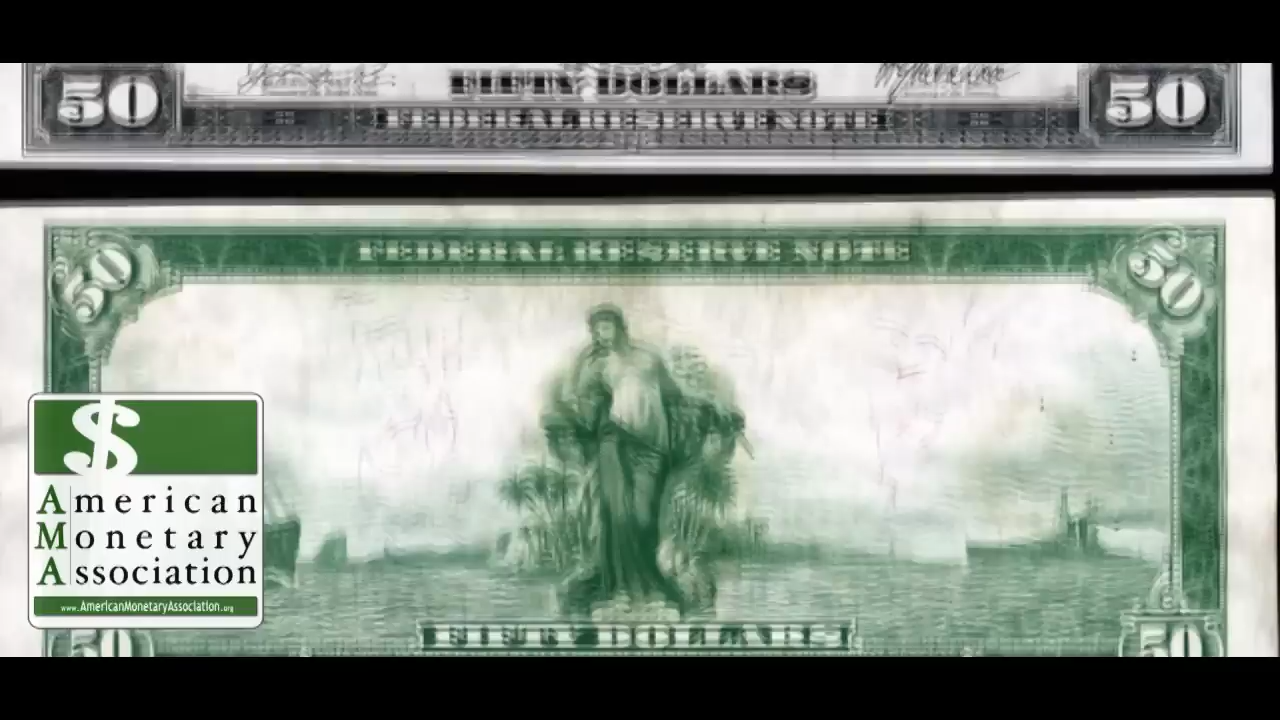 50
FIFTY DOLLARS
50
FEDERAL RESERVE NOTE
FEDERAL RESERVE NOTE
50
50
$
American
Monetary
Association
www.AmericanMonetaryAssociation.org
50
FIFTY DOLLARS
50